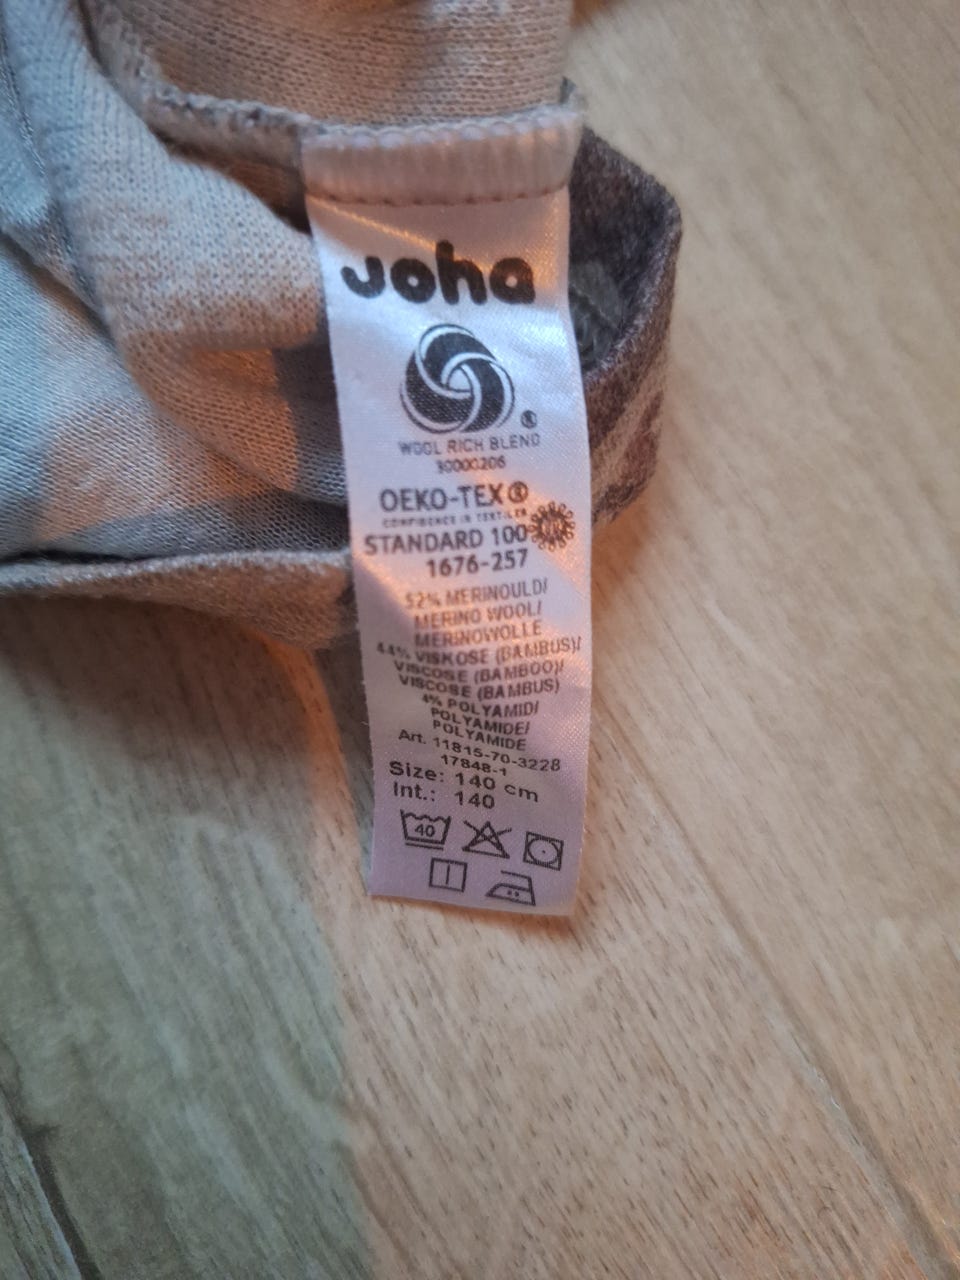 Joha
WOOL RICH BLEND
30000206
OEKO-TEX®
CONFIDENCE IN TEXTILES
STANDARD 100
1676-257
52% MERINOULD/
MERINO WOOL/
MERINOWOLLE
44% VISKOSE (BAMBUS)/
VISCOSE (BAMBOO)/
VISCOSE (BAMBUS)
4% POLYAMID/
POLYAMIDE/
POLYAMIDE
Art. 11815-70-3228
17848-1
Size: 140 cm
Int.: 140
40